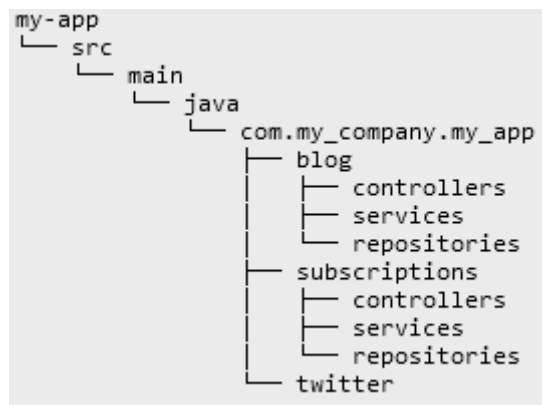 my-app
└── src
    └── main
        └── java
            └── com.my_company.my_app
                ├── blog
                │   ├── controllers
                │   ├── services
                │   └── repositories
                ├── subscriptions
                │   ├── controllers
                │   ├── services
                │   └── repositories
                └── twitter